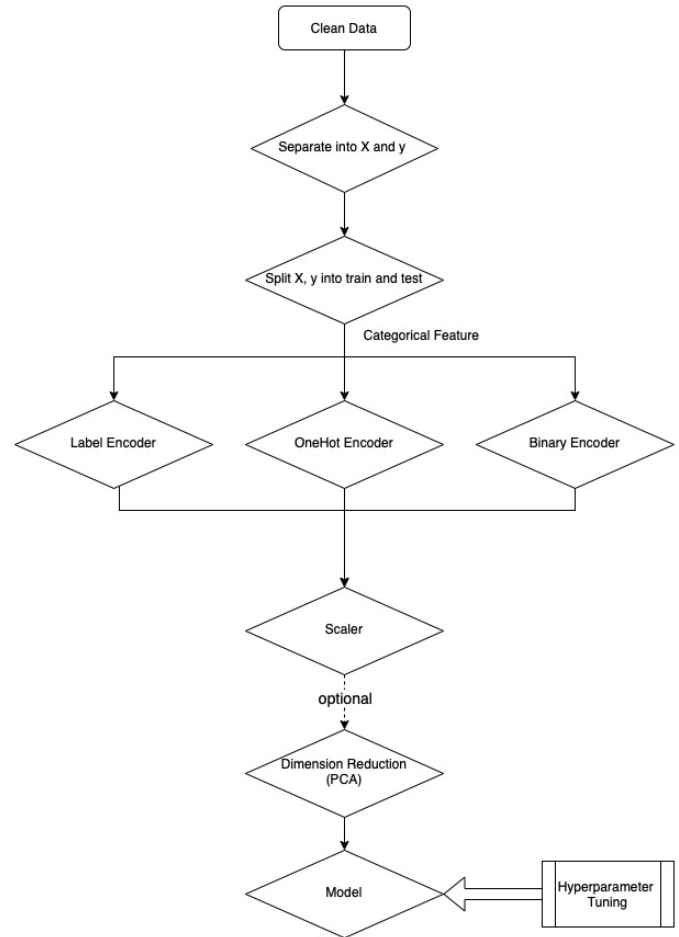 Clean Data
Separate into X and y
Split X, y into train and test
Categorical Feature
Label Encoder
OneHot Encoder
Binary Encoder
Scaler
optional
Dimension Reduction
(PCA)
Model
Hyperparameter
Tuning